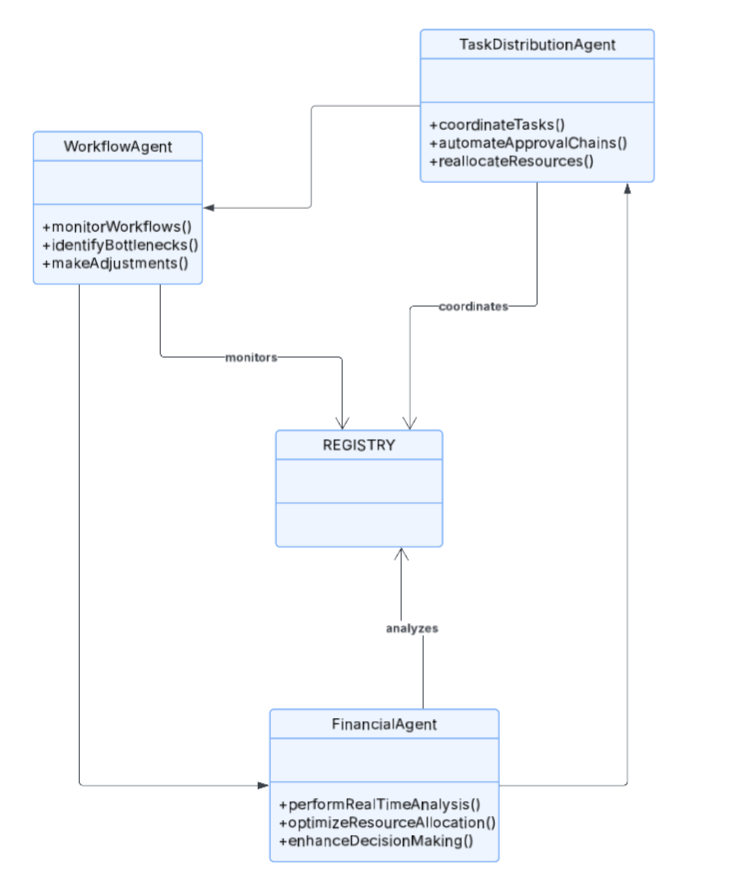 TaskDistributionAgent
+coordinateTasks()
+automateApprovalChains()
+reallocateResources()
WorkflowAgent
+monitorWorkflows()
+identifyBottlenecks()
+makeAdjustments()
coordinates
monitors
REGISTRY
analyzes
FinancialAgent
+performRealTimeAnalysis()
+optimizeResourceAllocation()
+enhanceDecisionMaking()